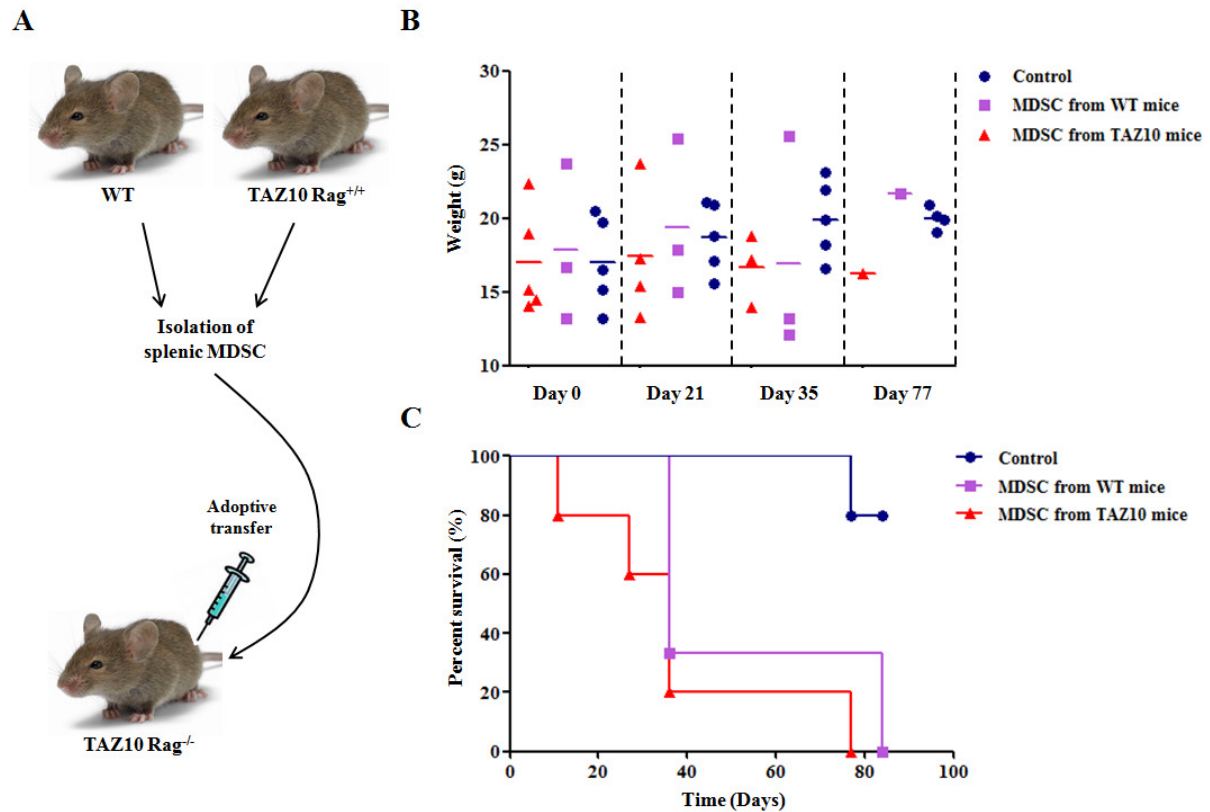 A
WT
TAZ10 Rag+/+
Isolation of
splenic MDSC
Adoptive
transfer
TAZ10 Rag-/-
B
Weight (g)
30
25
20
15
10
Day 0
Day 21
Day 35
Day 77
Control
MDSC from WT mice
MDSC from TAZ10 mice
C
Percent survival (%)
100
80
60
40
20
0
0
20
40
60
80
100
Time (Days)
Control
MDSC from WT mice
MDSC from TAZ10 mice